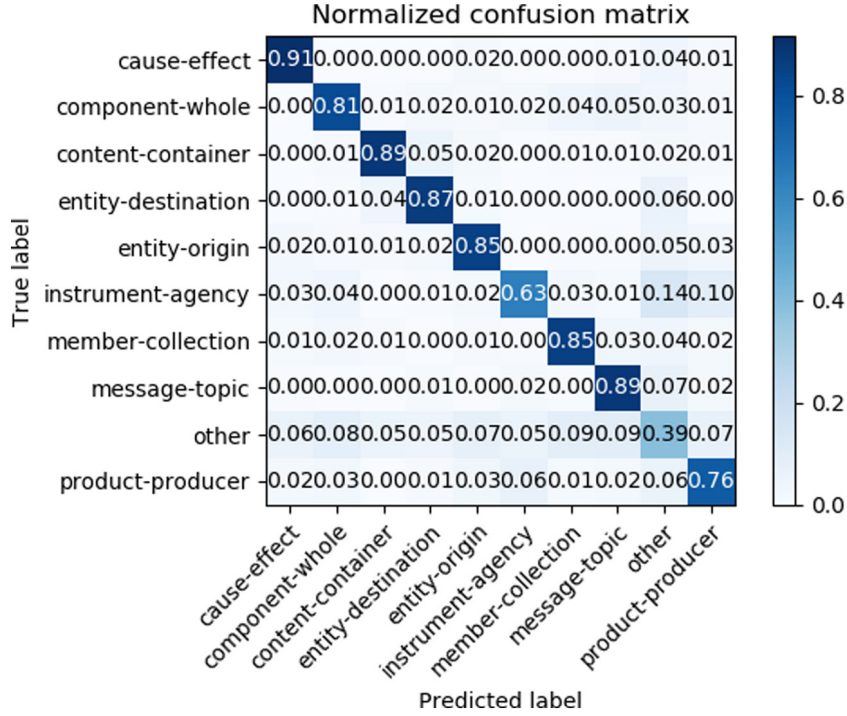 Normalized confusion matrix
cause-effect 0.91 0.00 0.00 0.00 0.02 0.00 0.00 0.01 0.04 0.01
component-whole 0.00 0.81 0.01 0.02 0.01 0.02 0.04 0.05 0.03 0.01
content-container 0.00 0.01 0.89 0.05 0.02 0.00 0.01 0.01 0.02 0.01
entity-destination 0.00 0.01 0.04 0.87 0.01 0.00 0.00 0.00 0.06 0.00
entity-origin 0.02 0.01 0.01 0.02 0.85 0.00 0.00 0.00 0.05 0.03
instrument-agency 0.03 0.04 0.00 0.01 0.02 0.63 0.03 0.01 0.14 0.10
member-collection 0.01 0.02 0.01 0.00 0.01 0.00 0.85 0.03 0.04 0.02
message-topic 0.00 0.00 0.00 0.01 0.00 0.02 0.00 0.89 0.07 0.02
other 0.06 0.08 0.05 0.05 0.07 0.05 0.09 0.09 0.39 0.07
product-producer 0.02 0.03 0.00 0.01 0.03 0.06 0.01 0.02 0.06 0.76
True label
cause-effect
component-whole
content-container
entity-destination
entity-origin
instrument-agency
member-collection
message-topic
other
product-producer
Predicted label
0.8
0.6
0.4
0.2
0.0